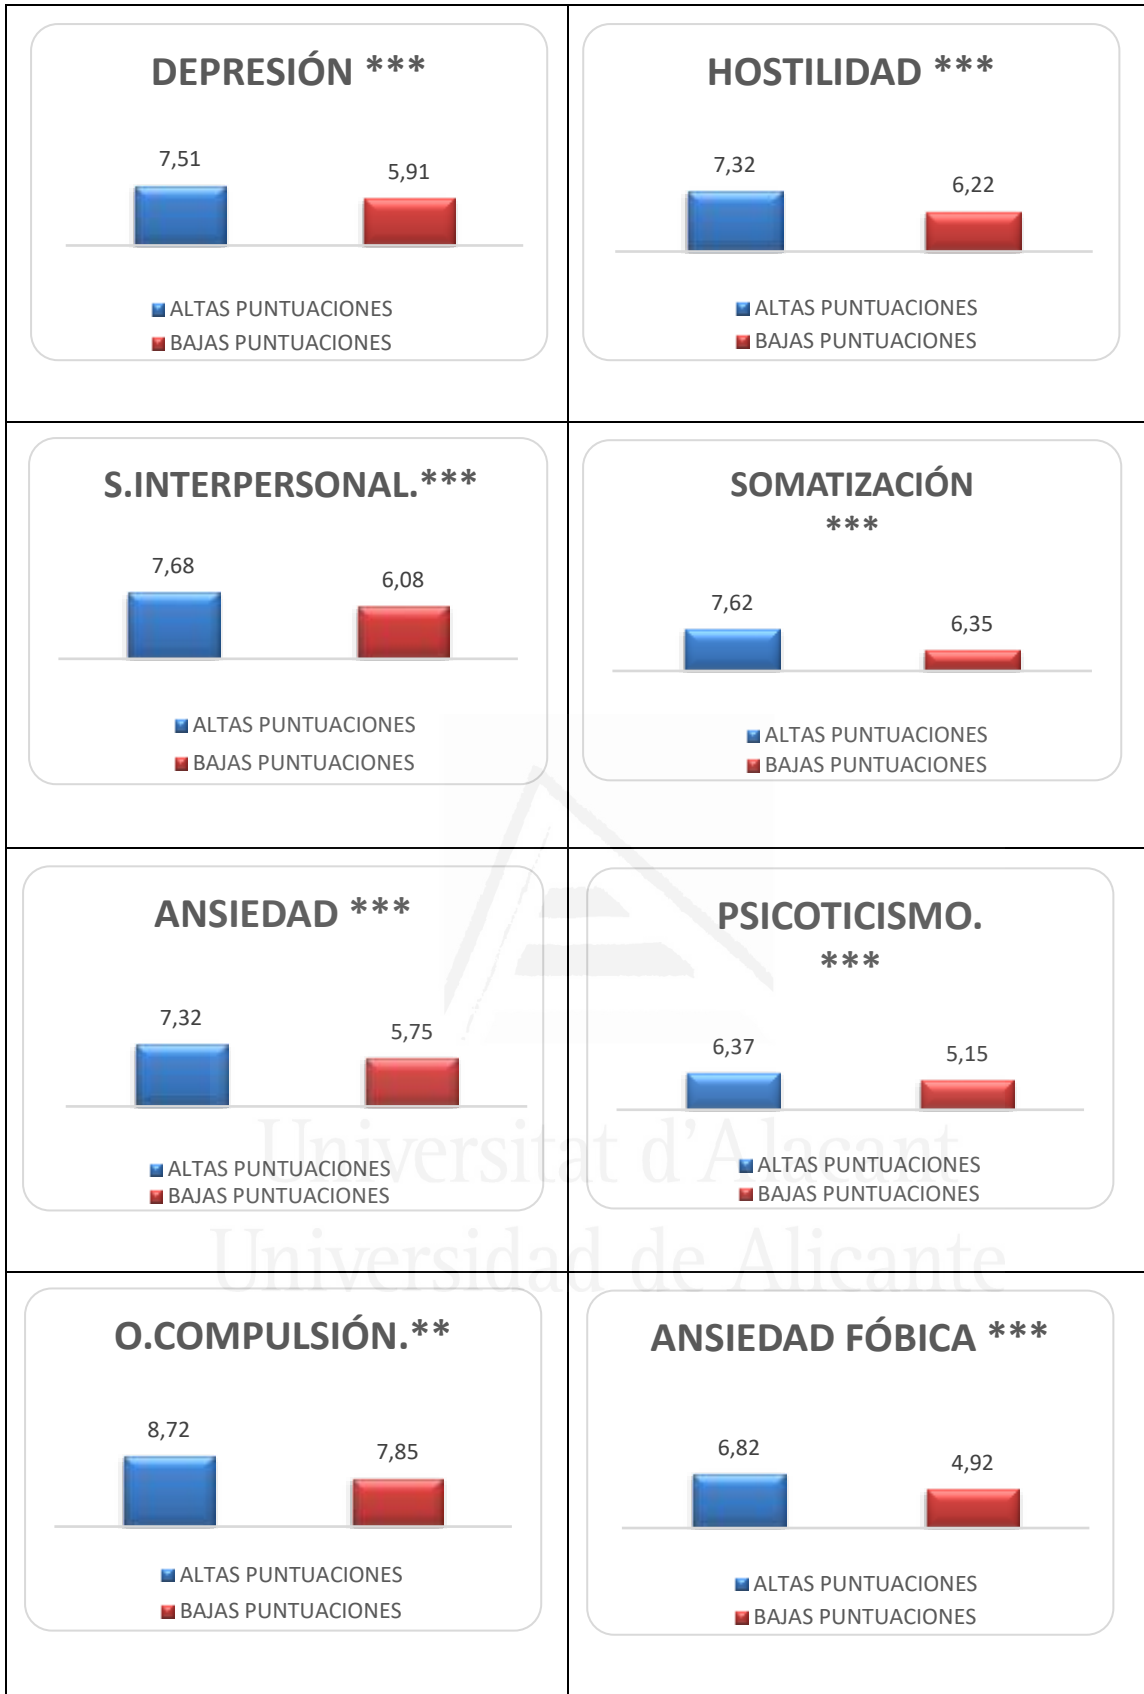 DEPRESIÓN ***
7,51
5,91
ALTAS PUNTUACIONES
BAJAS PUNTUACIONES
HOSTILIDAD ***
7,32
6,22
ALTAS PUNTUACIONES
BAJAS PUNTUACIONES
S.INTERPERSONAL.***
7,68
6,08
ALTAS PUNTUACIONES
BAJAS PUNTUACIONES
SOMATIZACIÓN
***
7,62
6,35
ALTAS PUNTUACIONES
BAJAS PUNTUACIONES
ANSIEDAD ***
7,32
5,75
ALTAS PUNTUACIONES
BAJAS PUNTUACIONES
PSICOTICISMO.
***
6,37
5,15
ALTAS PUNTUACIONES
BAJAS PUNTUACIONES
Universitat d'Alacant
Universidad de Alicante
O.COMPULSIÓN.**
8,72
7,85
ALTAS PUNTUACIONES
BAJAS PUNTUACIONES
ANSIEDAD FÓBICA ***
6,82
4,92
ALTAS PUNTUACIONES
BAJAS PUNTUACIONES